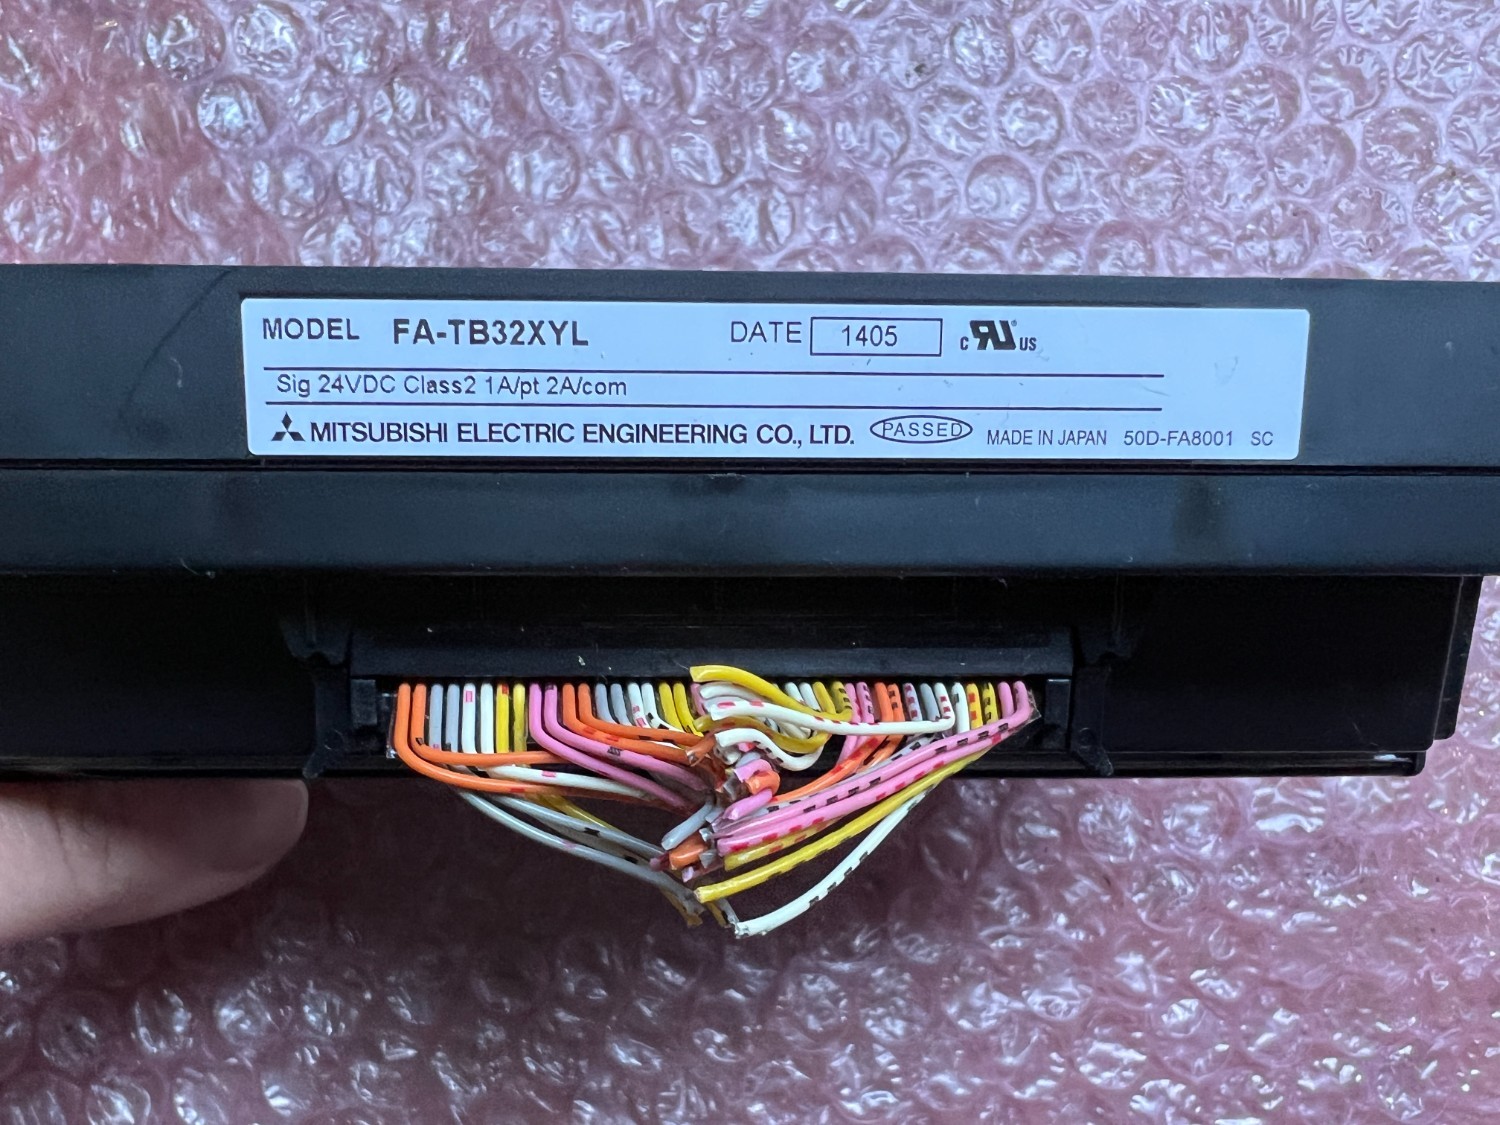 MODEL FA-TB32XYL DATE 1405 c RU® US
Sig 24VDC Class2 1A/pt 2A/com
MITSUBISHI ELECTRIC ENGINEERING CO., LTD. PASSED MADE IN JAPAN 50D-FA8001 SC